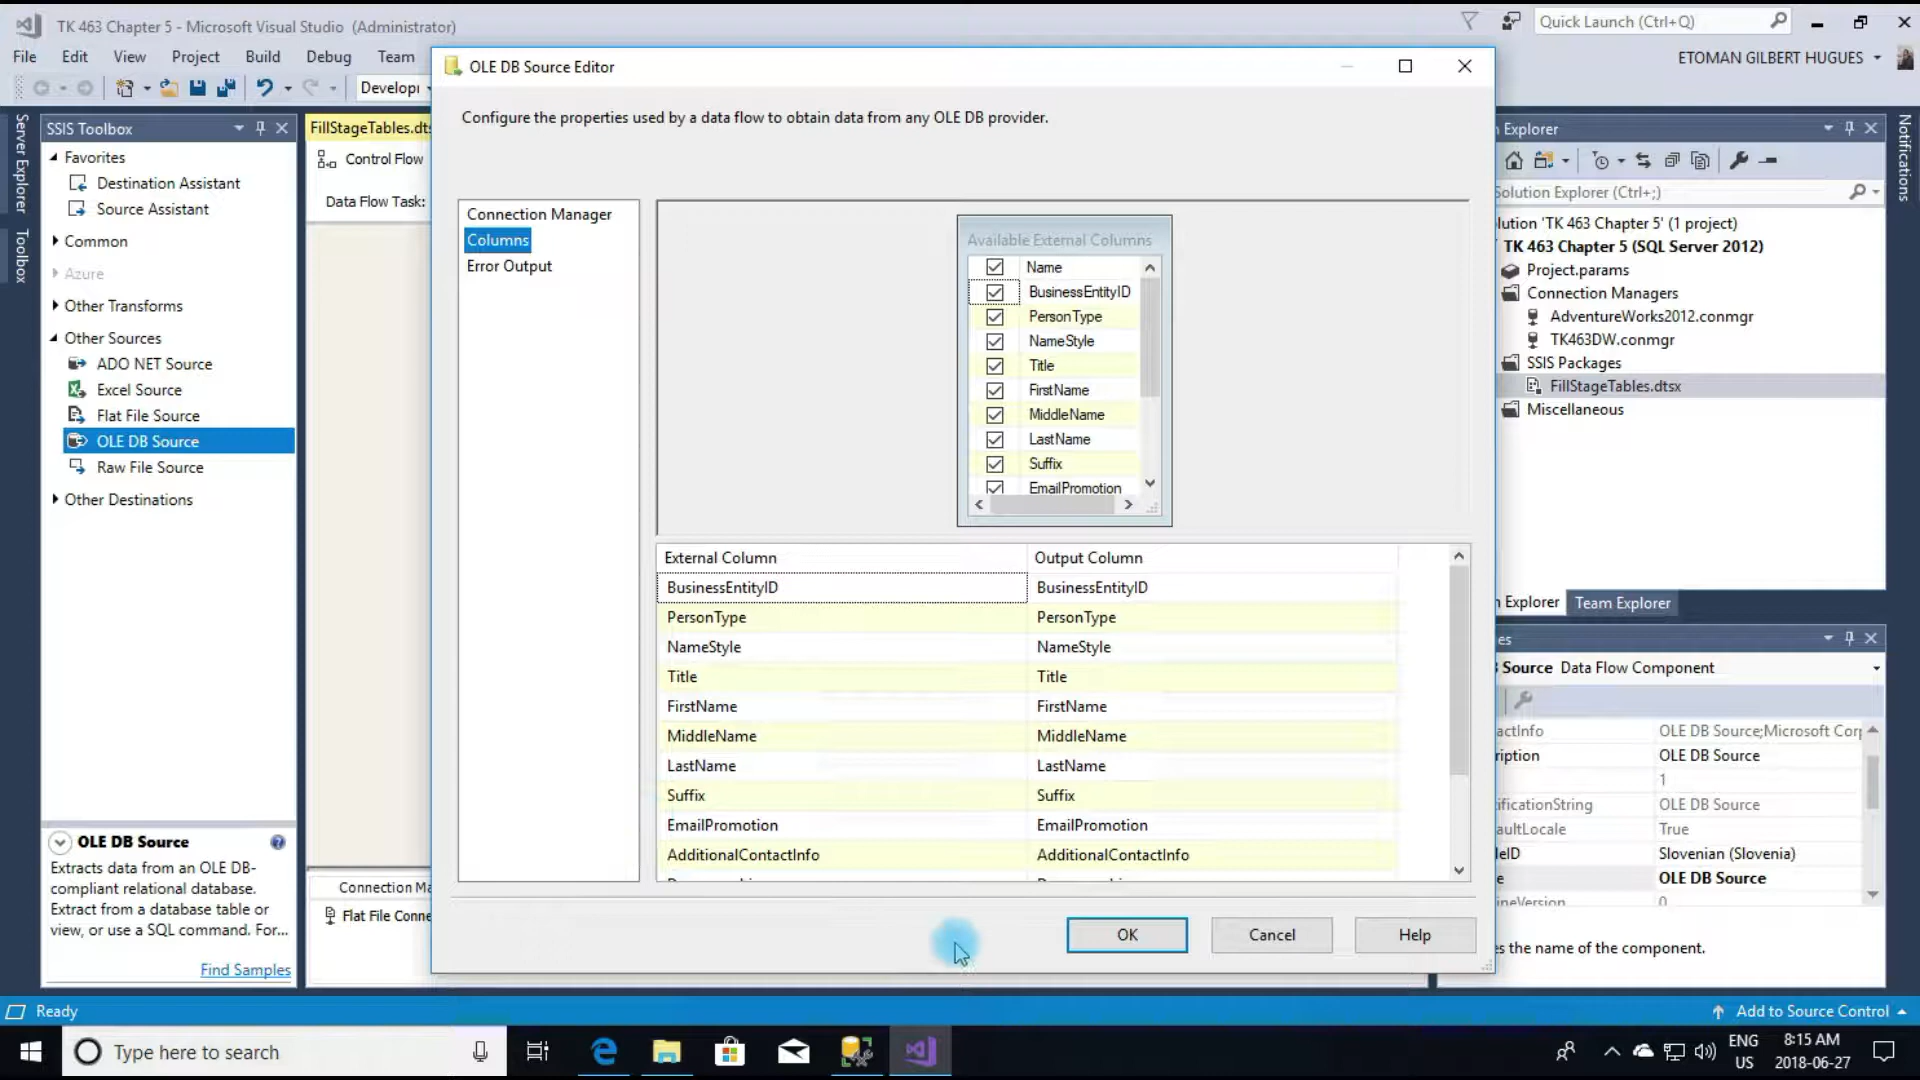 TK 463 Chapter 5 - Microsoft Visual Studio (Administrator)
Quick Launch (Ctrl+Q)
File Edit View Project Build Debug Team
ETOMAN GILBERT HUGUES
Developi
Server Explorer
Toolbox
SSIS Toolbox
Favorites
Destination Assistant
Source Assistant
Common
Azure
Other Transforms
Other Sources
ADO NET Source
Excel Source
Flat File Source
OLE DB Source
Raw File Source
Other Destinations
OLE DB Source
Extracts data from an OLE DB-
compliant relational database.
Extract from a database table or
view, or use a SQL command. For...
Find Samples
FillStageTables.dts
Control Flow
Data Flow Task:
Connection Ma
Flat File Conne
OLE DB Source Editor
Configure the properties used by a data flow to obtain data from any OLE DB provider.
Connection Manager
Columns
Error Output
Available External Columns
Name
BusinessEntityID
PersonType
NameStyle
Title
FirstName
MiddleName
LastName
Suffix
EmailPromotion
External Column Output Column
BusinessEntityID BusinessEntityID
PersonType PersonType
NameStyle NameStyle
Title Title
FirstName FirstName
MiddleName MiddleName
LastName LastName
Suffix Suffix
EmailPromotion EmailPromotion
AdditionalContactInfo AdditionalContactInfo
OK Cancel Help
n Explorer
Solution Explorer (Ctrl+;)
lution 'TK 463 Chapter 5' (1 project)
TK 463 Chapter 5 (SQL Server 2012)
Project.params
Connection Managers
AdventureWorks2012.conmgr
TK463DW.conmgr
SSIS Packages
FillStageTables.dtsx
Miscellaneous
n Explorer Team Explorer
Notifications
es
Source Data Flow Component
actInfo OLE DB Source;Microsoft Corp
ription OLE DB Source
1
ificationString OLE DB Source
aultLocale True
leID Slovenian (Slovenia)
e OLE DB Source
ineVersion 0
es the name of the component.
Ready
Add to Source Control
Type here to search
ENG
US
8:15 AM
2018-06-27